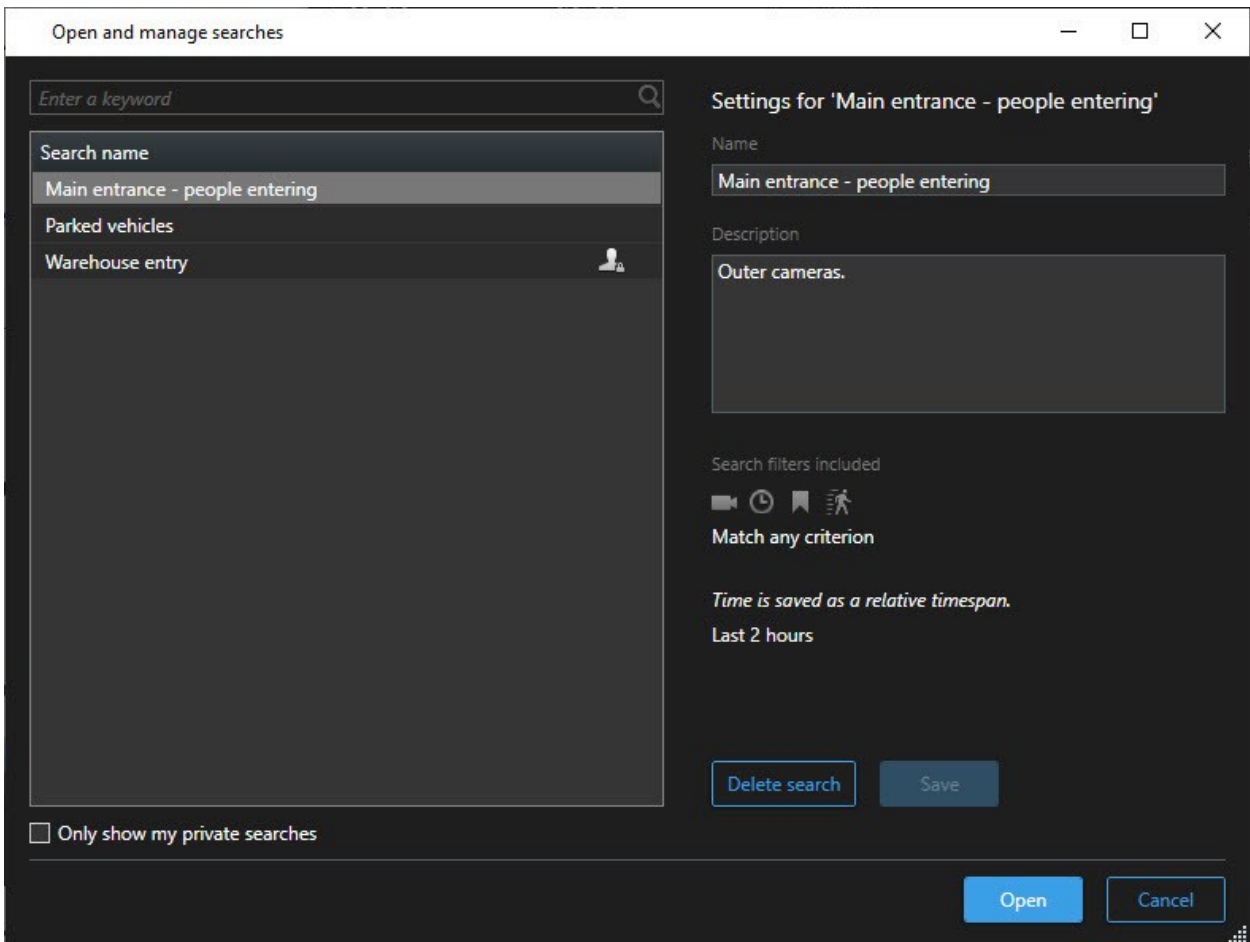 Open and manage searches
Enter a keyword
Search name
Main entrance - people entering
Parked vehicles
Warehouse entry
Only show my private searches
Settings for 'Main entrance - people entering'
Name
Main entrance - people entering
Description
Outer cameras.
Search filters included
Match any criterion
Time is saved as a relative timespan.
Last 2 hours
Delete search
Save
Open
Cancel